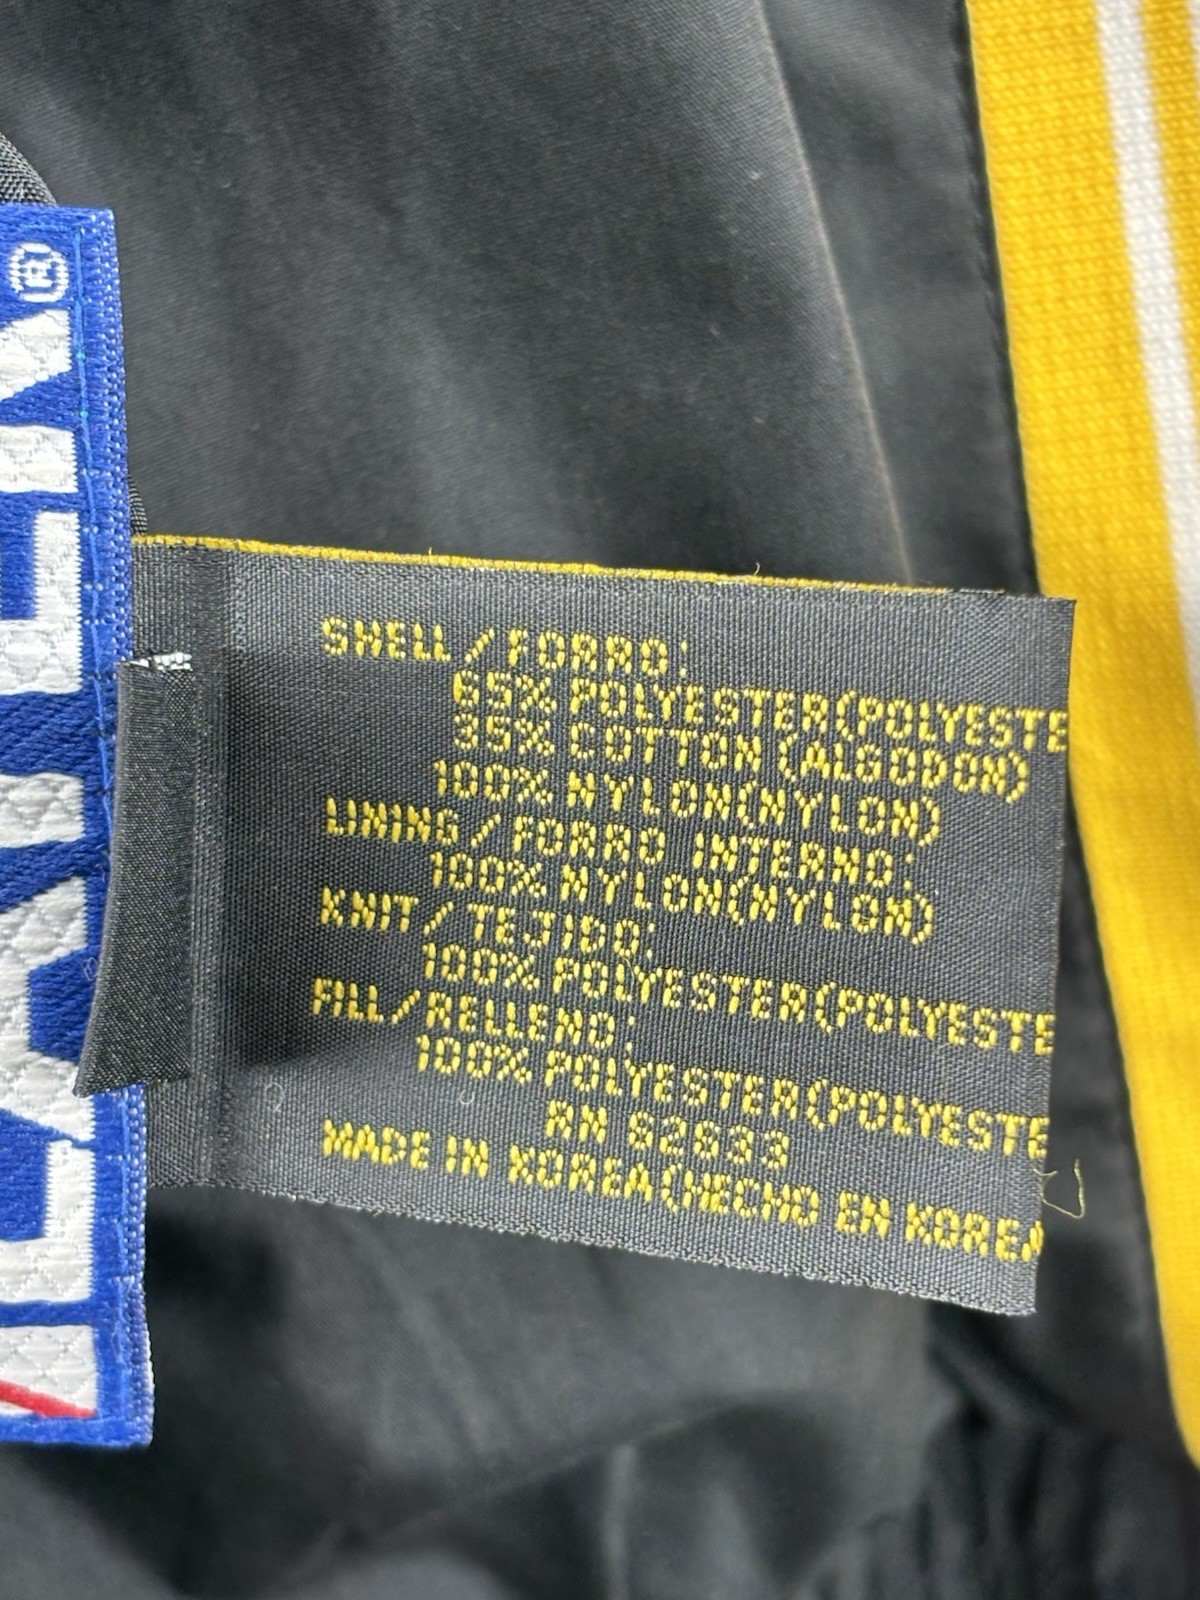 SHELL/FORRO:
65% POLYESTER(POLYESTE
35% COTTON(ALGODON)
100% NYLON(NYLON)
LINING/FORRO INTERNO:
100% NYLON(NYLON)
KNIT/TEJIDO:
100% POLYESTER(POLYESTE
FILL/RELLENO:
100% POLYESTER(POLYESTE
RN 62633
MADE IN KOREA(HECHO EN KOREA
®